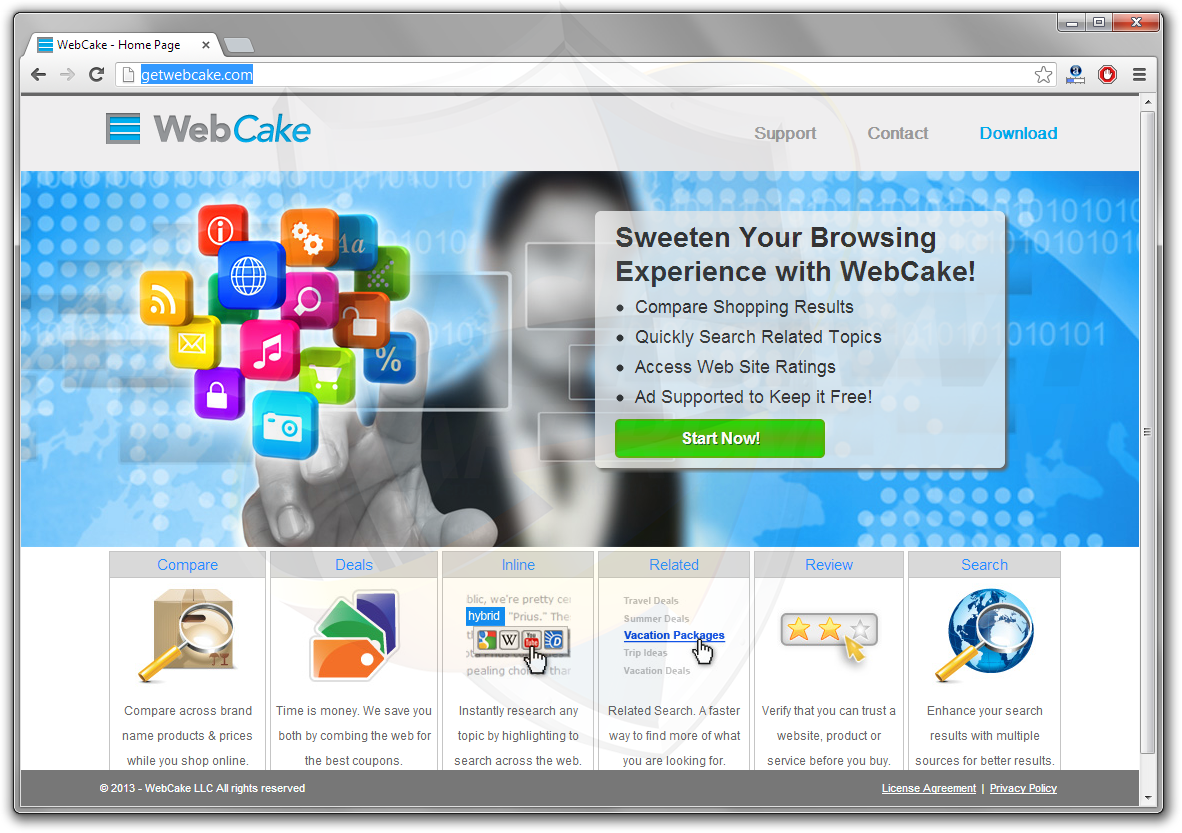 WebCake - Home Page
getwebcake.com
WebCake
Support Contact Download
Sweeten Your Browsing
Experience with WebCake!
• Compare Shopping Results
• Quickly Search Related Topics
• Access Web Site Ratings
• Ad Supported to Keep it Free!
Start Now!
Aa
%
Compare
Compare across brand
name products & prices
while you shop online.
Deals
Time is money. We save you
both by combing the web for
the best coupons.
Inline
blic, we're pretty
hybrid "Prius." The
W You Tube
pealing
Instantly research any
topic by highlighting to
search across the web.
Related
Travel Deals
Summer Deals
Vacation Packages
Trip Ideas
Vacation Deals
Related Search. A faster
way to find more of what
you are looking for.
Review
Verify that you can trust a
website, product or
service before you buy.
Search
Enhance your search
results with multiple
sources for better results.
© 2013 - WebCake LLC All rights reserved
License Agreement | Privacy Policy